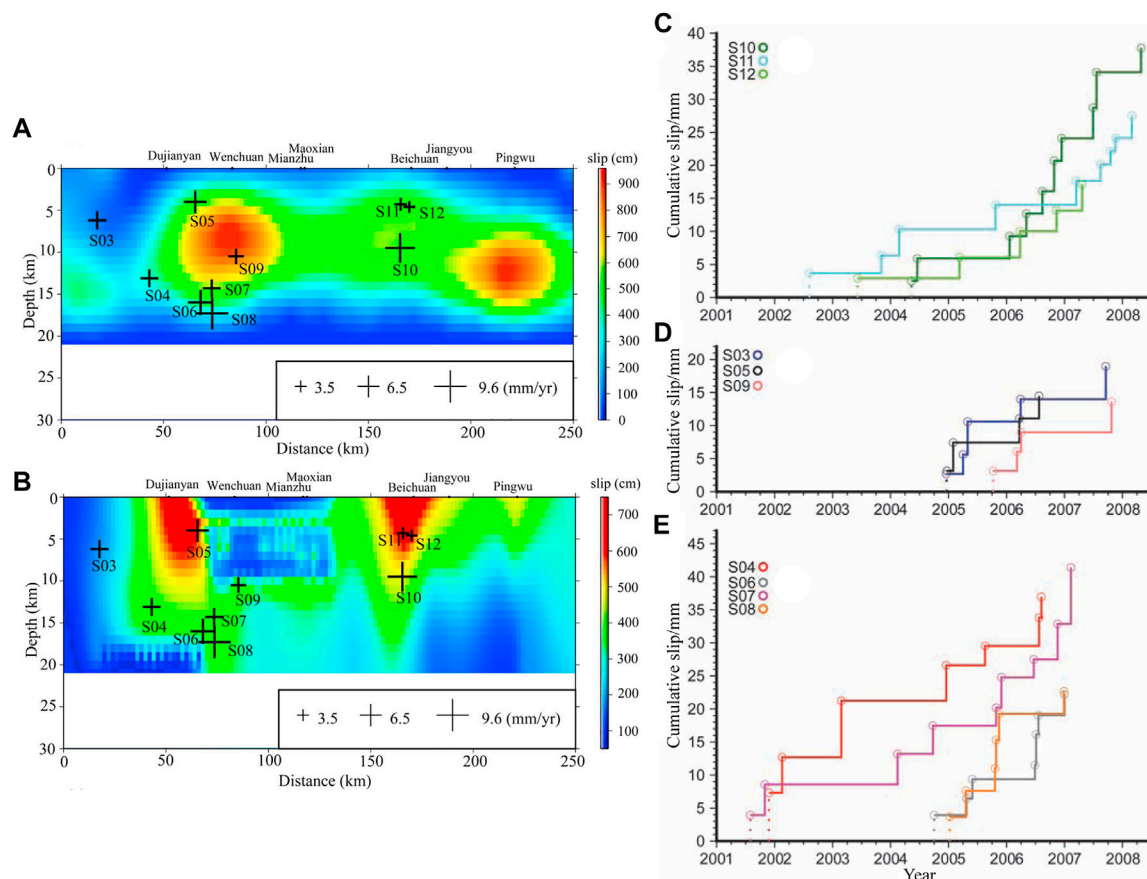 A
Maoxian Jiangyou
Dujianyan Wenchuan Mianzhu Beichuan Pingwu
slip (cm)
0
5
10
15
20
25
30
Depth (km)
S03
S05
S11
S12
S09
S10
S04
S07
S06
S08
3.5 6.5 9.6 (mm/yr)
0 50 100 150 200 250
Distance (km)
900
800
700
600
500
400
300
200
100
0
B
Maoxian Jiangyou
Dujianyan Wenchuan Mianzhu Beichuan Pingwu
slip (cm)
0
5
10
15
20
25
30
Depth (km)
S03
S05
S11
S12
S09
S10
S04
S07
S06
S08
3.5 6.5 9.6 (mm/yr)
0 50 100 150 200 250
Distance (km)
700
600
500
400
300
200
100
C
S10
S11
S12
Cumulative slip/mm
40
35
30
25
20
15
10
5
0
2001 2002 2003 2004 2005 2006 2007 2008
D
S03
S05
S09
Cumulative slip/mm
20
15
10
5
0
E
S04
S06
S07
S08
Cumulative slip/mm
45
40
35
30
25
20
15
10
5
0
2001 2002 2003 2004 2005 2006 2007 2008
Year